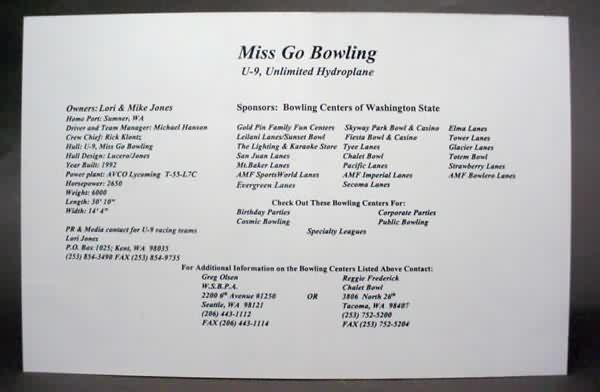 Miss Go Bowling
U-9, Unlimited Hydroplane
Owners: Lori & Mike Jones
Home Port: Sumner, WA
Driver and Team Manager: Michael Hanson
Crew Chief: Rick Klontz
Hull: U-9, Miss Go Bowling
Hull Design: Lucero/Jones
Year Built: 1992
Power plant: AVCO Lycoming T-55-L7C
Horsepower: 2650
Weight: 6000
Length: 30' 10"
Width: 14' 4"
PR & Media contact for U-9 racing teams
Lori Jones
P.O. Box 1025; Kent, WA 98035
(253) 854-3490 FAX (253) 854-9735
Sponsors: Bowling Centers of Washington State
Gold Pin Family Fun Centers Skyway Park Bowl & Casino Elma Lanes
Leilani Lanes/Sunset Bowl Fiesta Bowl & Casino Tower Lanes
The Lighting & Karaoke Store Tyee Lanes Glacier Lanes
San Juan Lanes Chalet Bowl Totem Bowl
Mt.Baker Lanes Pacific Lanes Strawberry Lanes
AMF SportsWorld Lanes AMF Imperial Lanes AMF Bowlero Lanes
Evergreen Lanes Secoma Lanes
Check Out These Bowling Centers For:
Birthday Parties Corporate Parties
Cosmic Bowling Public Bowling
Specialty Leagues
For Additional Information on the Bowling Centers Listed Above Contact:
Greg Olsen Reggie Frederick
W.S.B.P.A. Chalet Bowl
2200 6th Avenue #1250 OR 3806 North 26th
Seattle, WA 98121 Tacoma, WA 98407
(206) 443-1112 (253) 752-5200
FAX (206) 443-1114 FAX (253) 752-5204